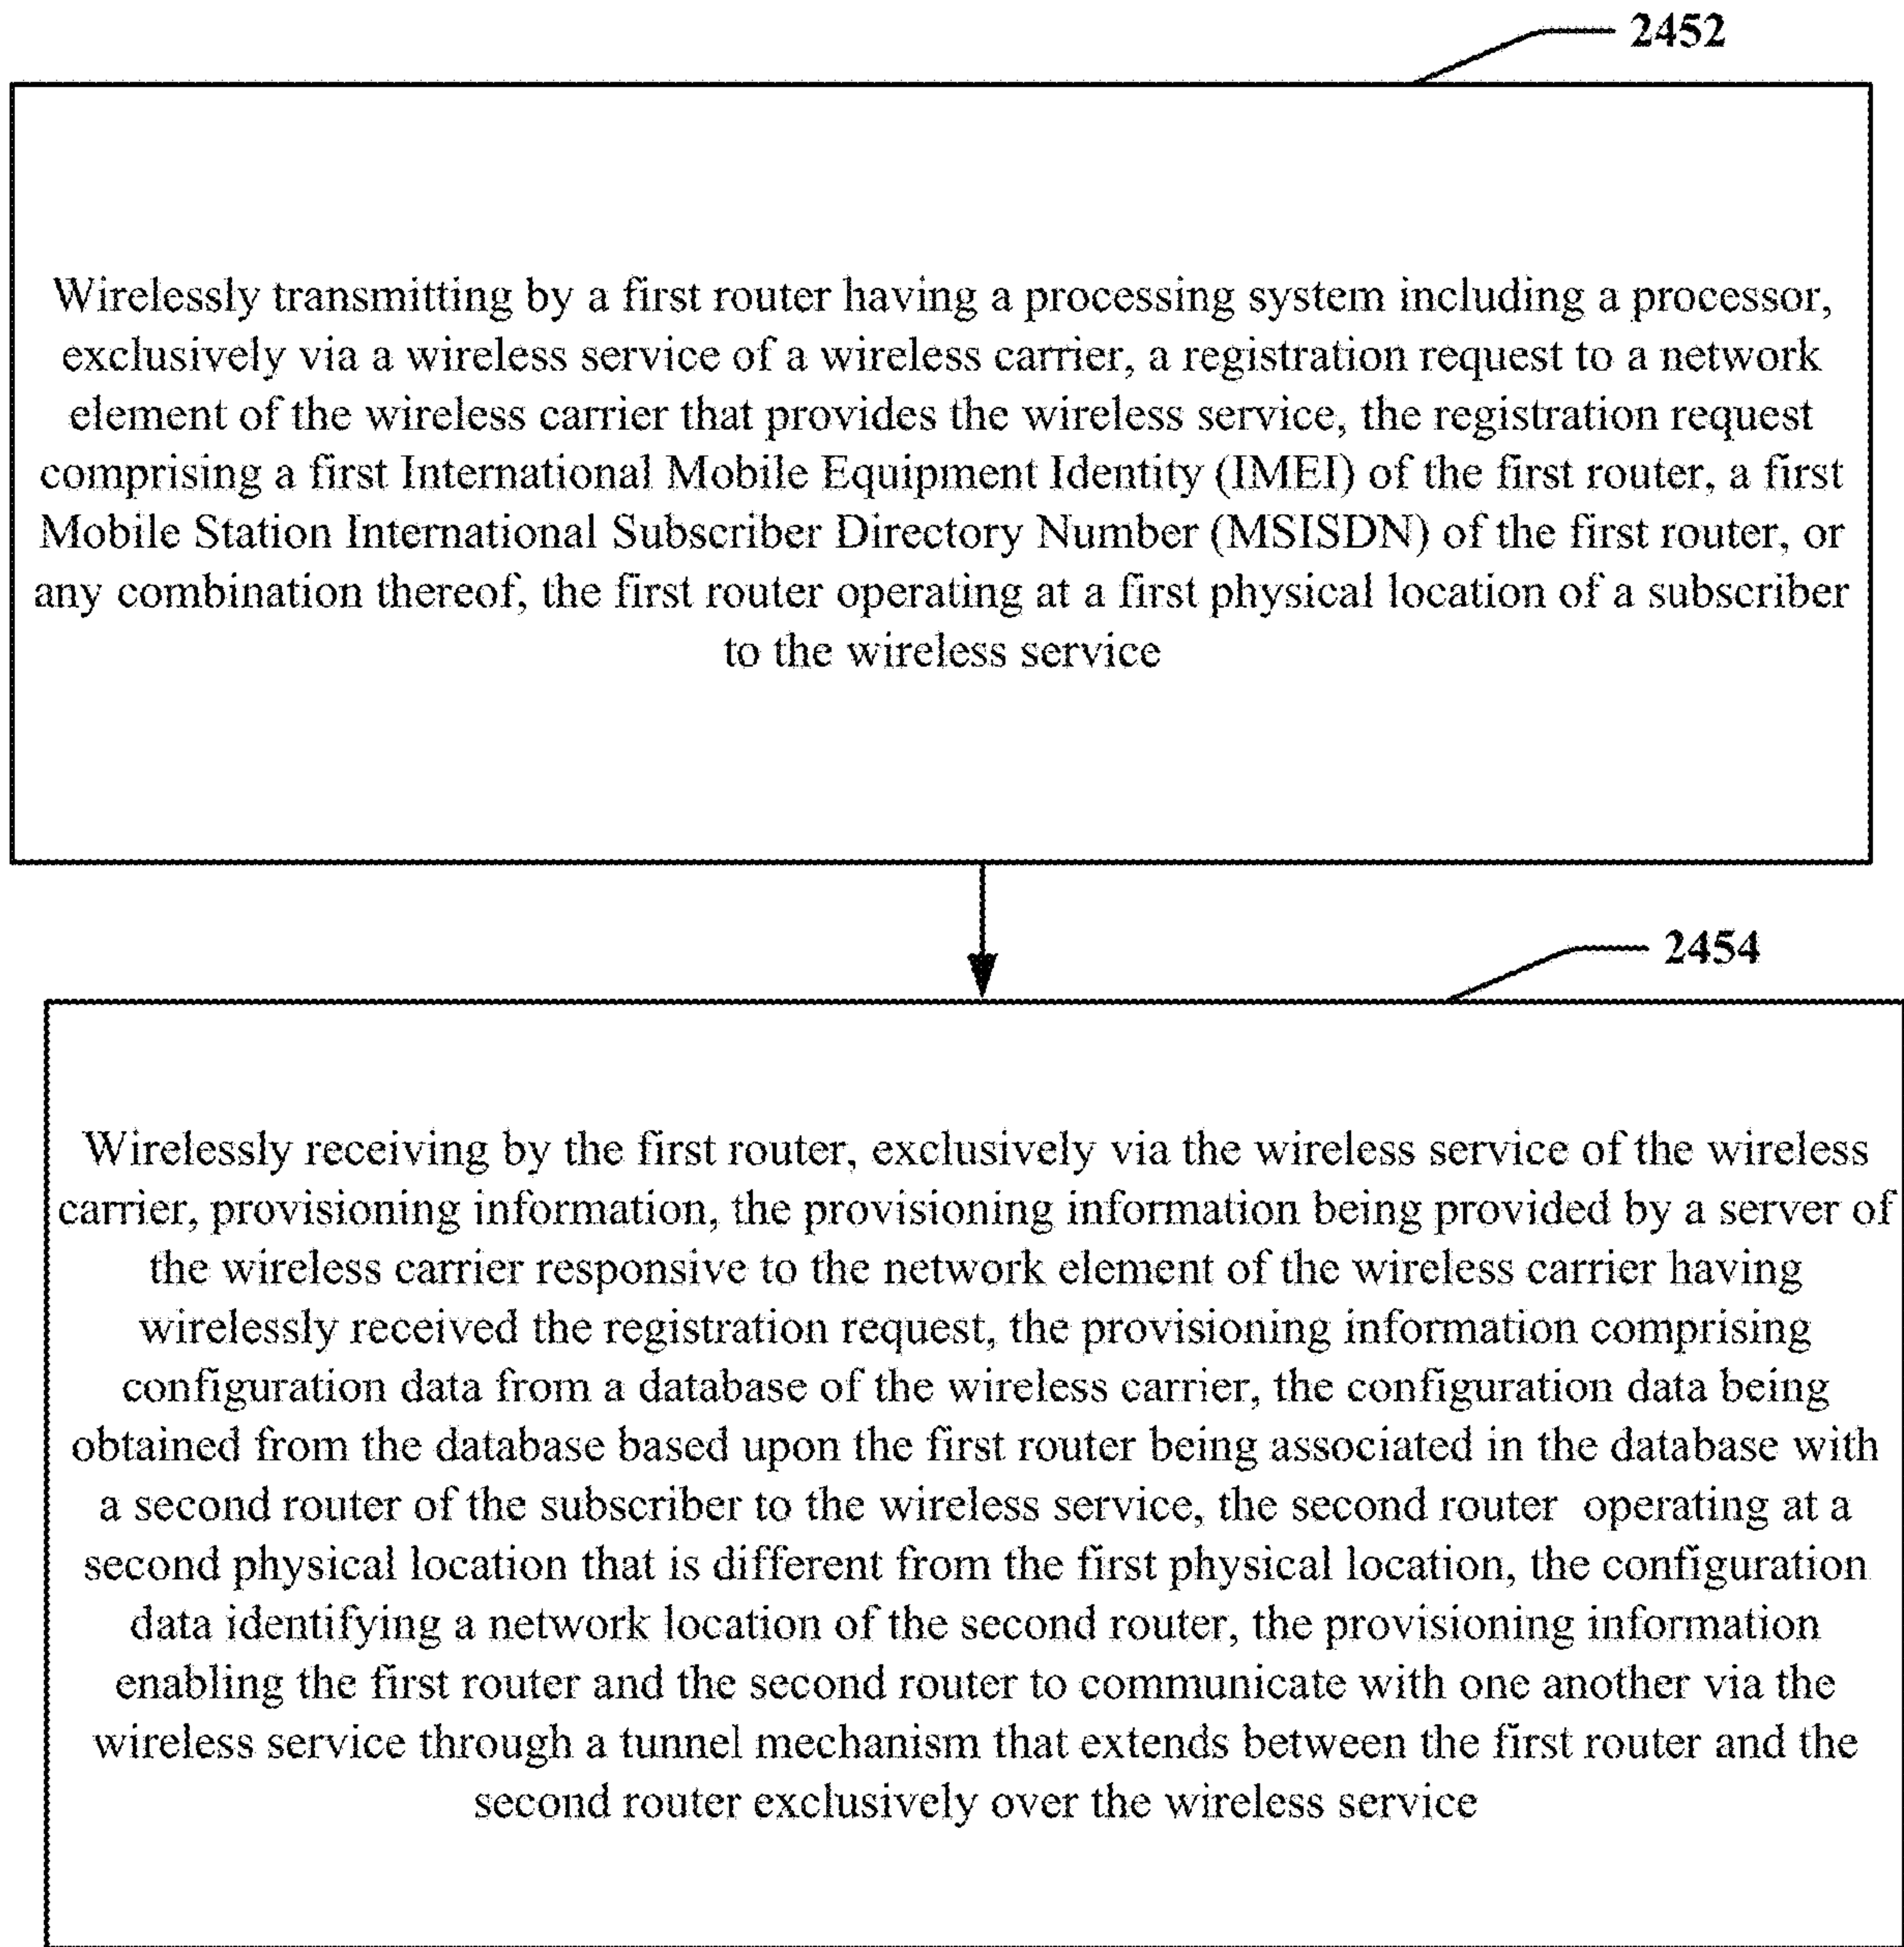 2452
Wirelessly transmitting by a first router having a processing system including a processor,
exclusively via a wireless service of a wireless carrier, a registration request to a network
element of the wireless carrier that provides the wireless service, the registration request
comprising a first International Mobile Equipment Identity (IMEI) of the first router, a first
Mobile Station International Subscriber Directory Number (MSISDN) of the first router, or
any combination thereof, the first router operating at a first physical location of a subscriber
to the wireless service
2454
Wirelessly receiving by the first router, exclusively via the wireless service of the wireless
carrier, provisioning information, the provisioning information being provided by a server of
the wireless carrier responsive to the network element of the wireless carrier having
wirelessly received the registration request, the provisioning information comprising
configuration data from a database of the wireless carrier, the configuration data being
obtained from the database based upon the first router being associated in the database with
a second router of the subscriber to the wireless service, the second router operating at a
second physical location that is different from the first physical location, the configuration
data identifying a network location of the second router, the provisioning information
enabling the first router and the second router to communicate with one another via the
wireless service through a tunnel mechanism that extends between the first router and the
second router exclusively over the wireless service